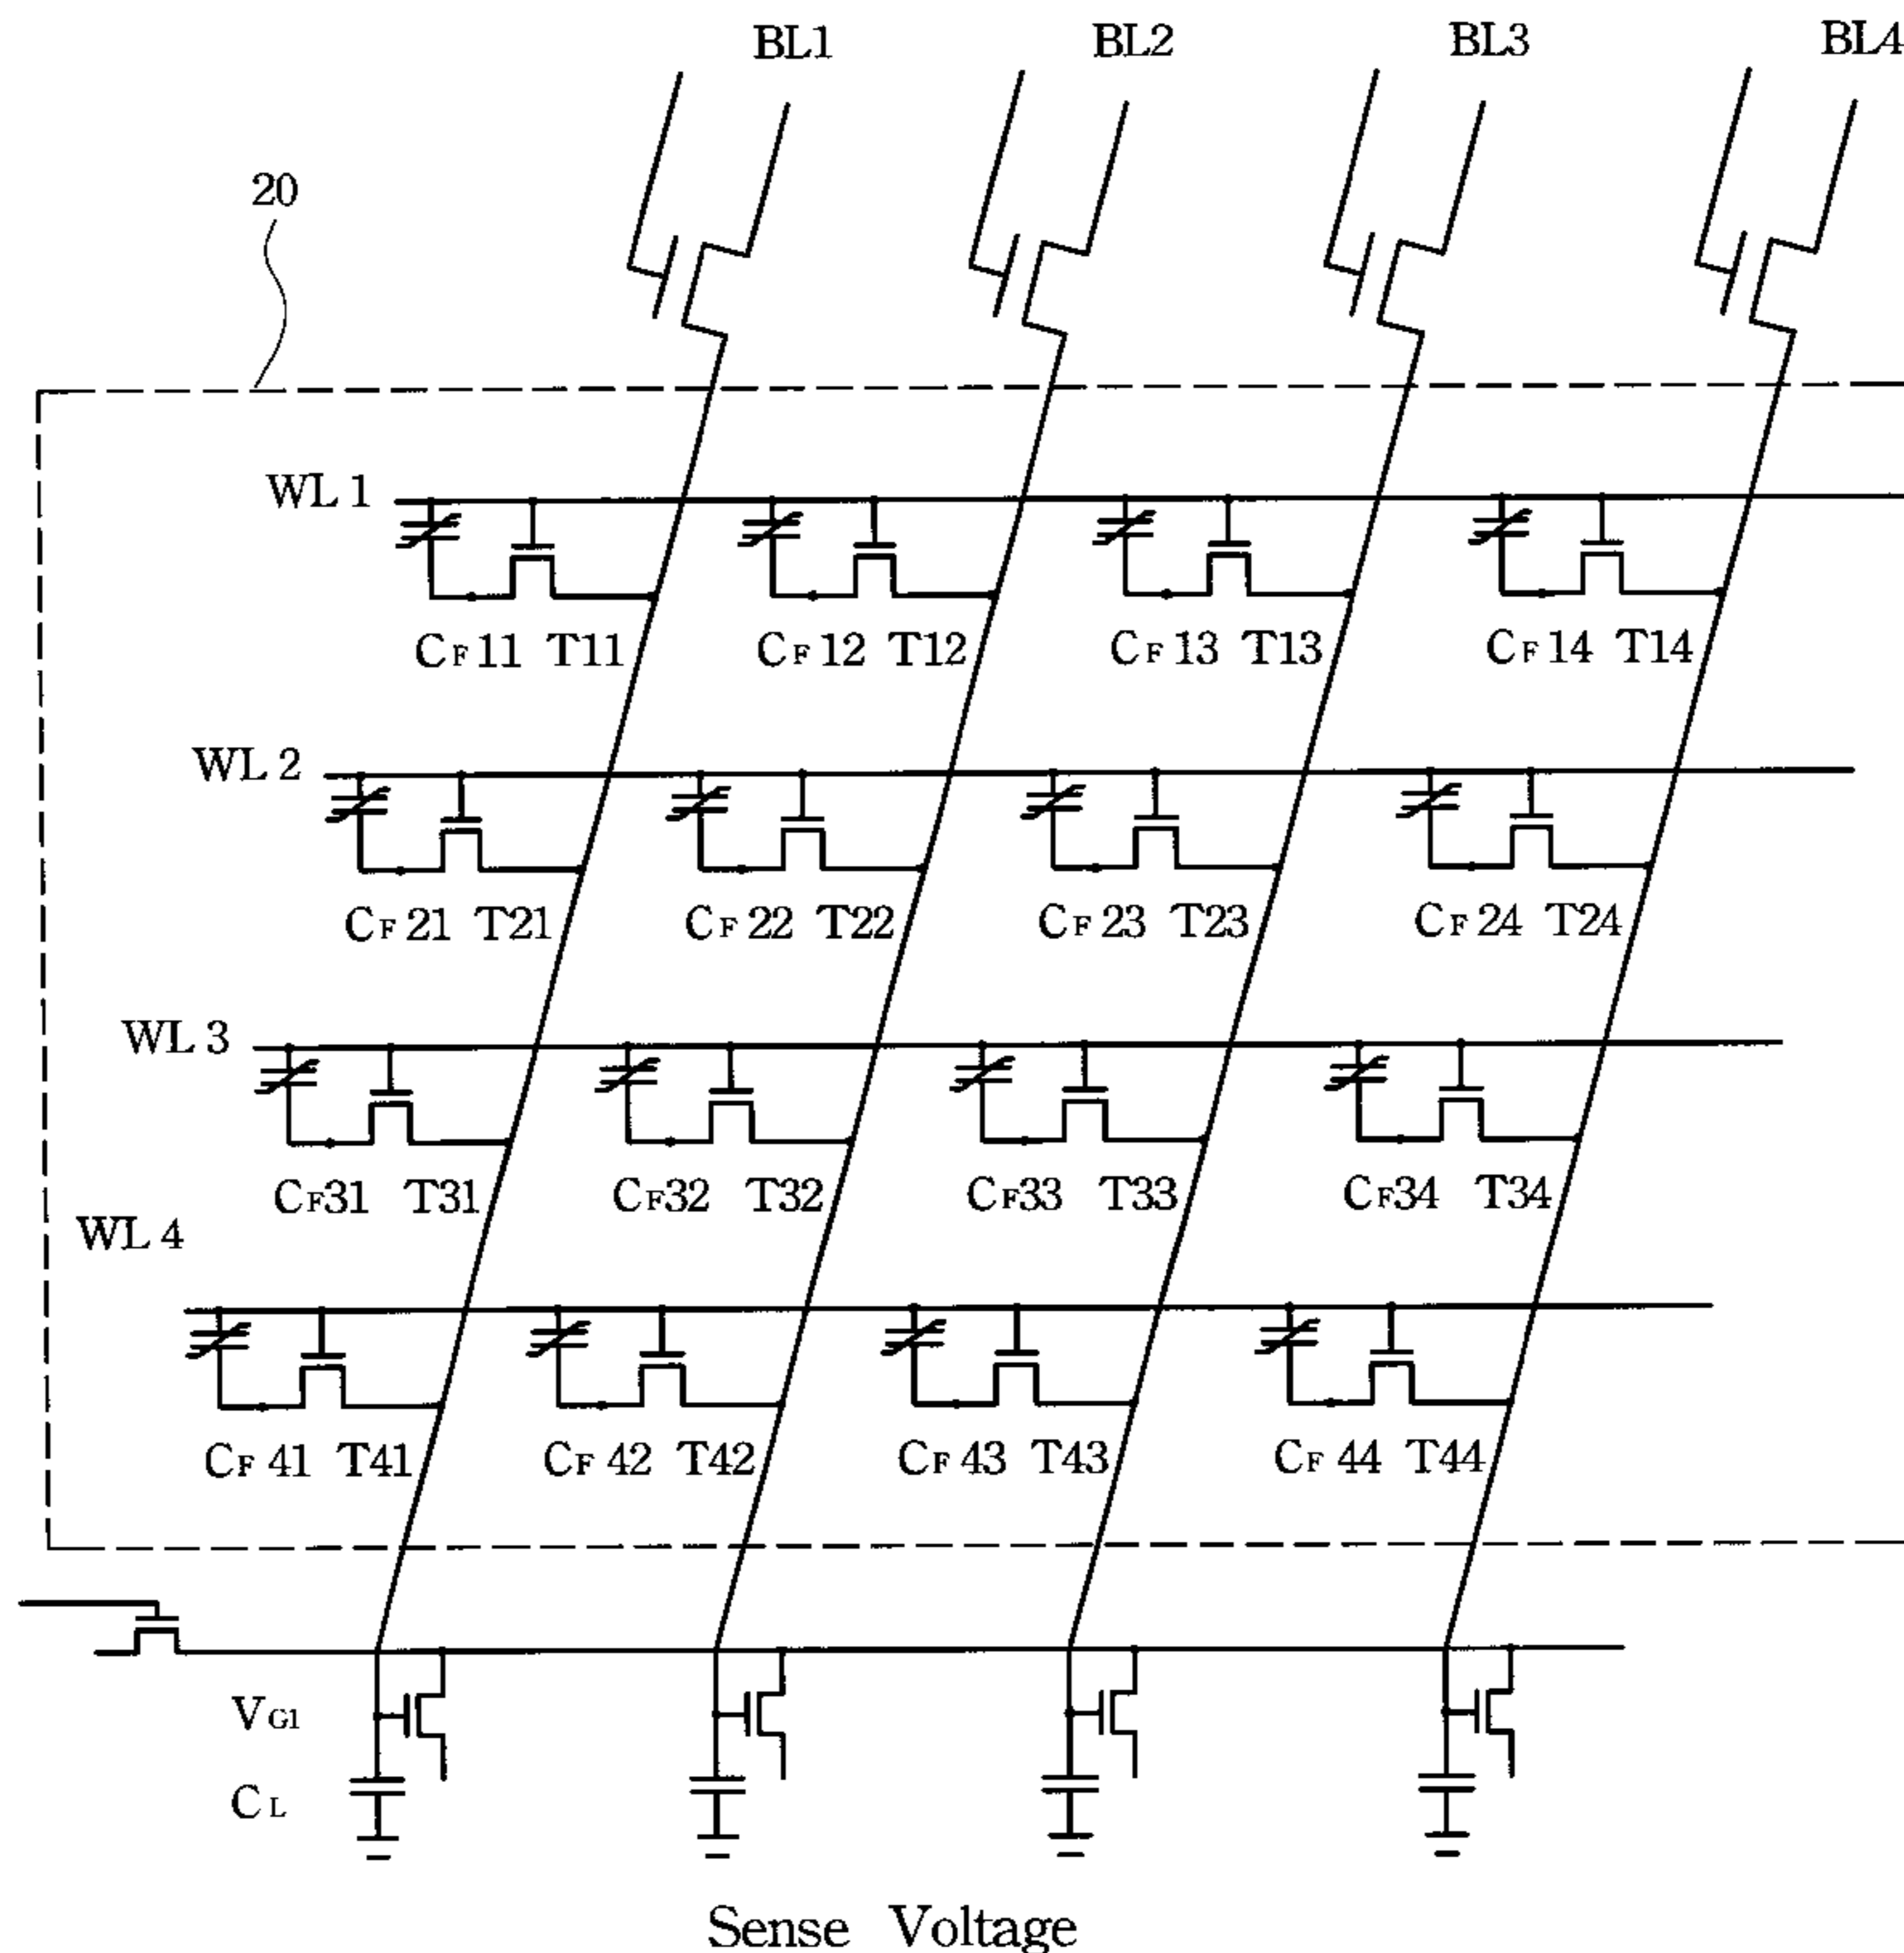 BL1 BL2 BL3 BL4
20
WL 1
CF 11 T11 CF 12 T12 CF 13 T13 CF 14 T14
WL 2
CF 21 T21 CF 22 T22 CF 23 T23 CF 24 T24
WL 3
CF31 T31 CF32 T32 CF33 T33 CF34 T34
WL 4
CF 41 T41 CF 42 T42 CF 43 T43 CF 44 T44
VG1
CL
Sense Voltage